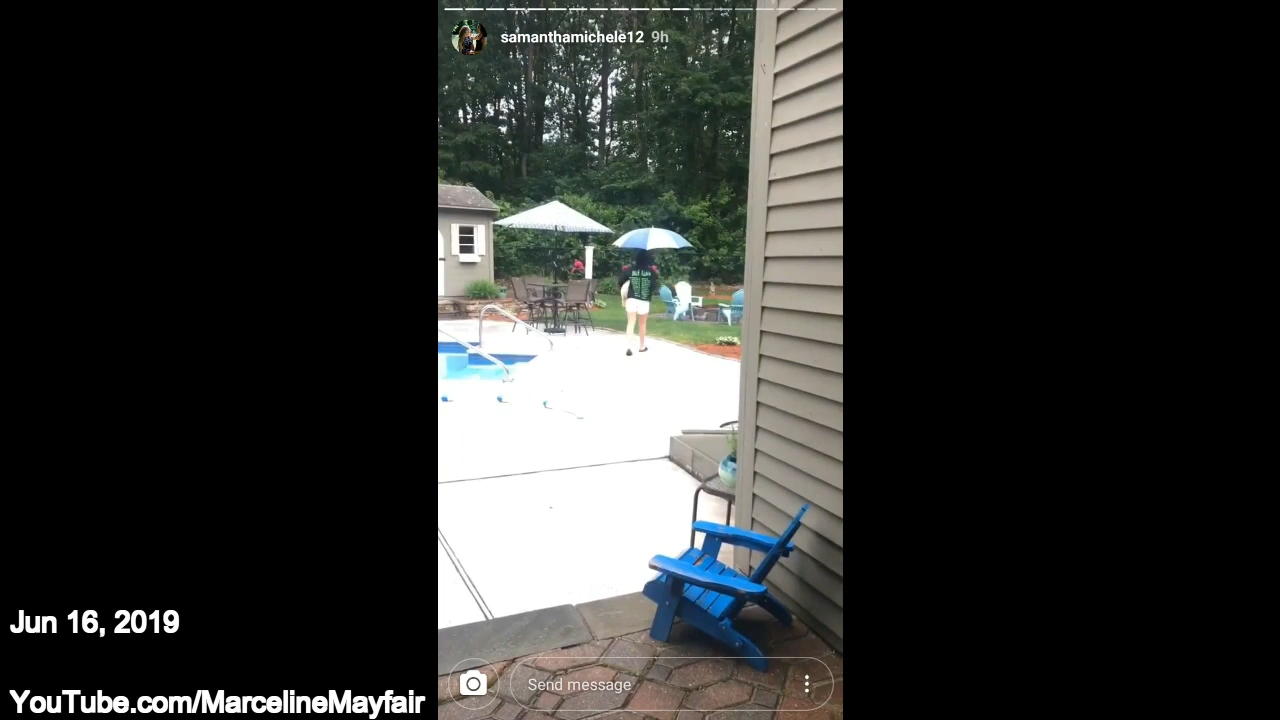 samanthamichele12 9h
Jun 16, 2019
Send message
YouTube.com/MarcelineMayfair